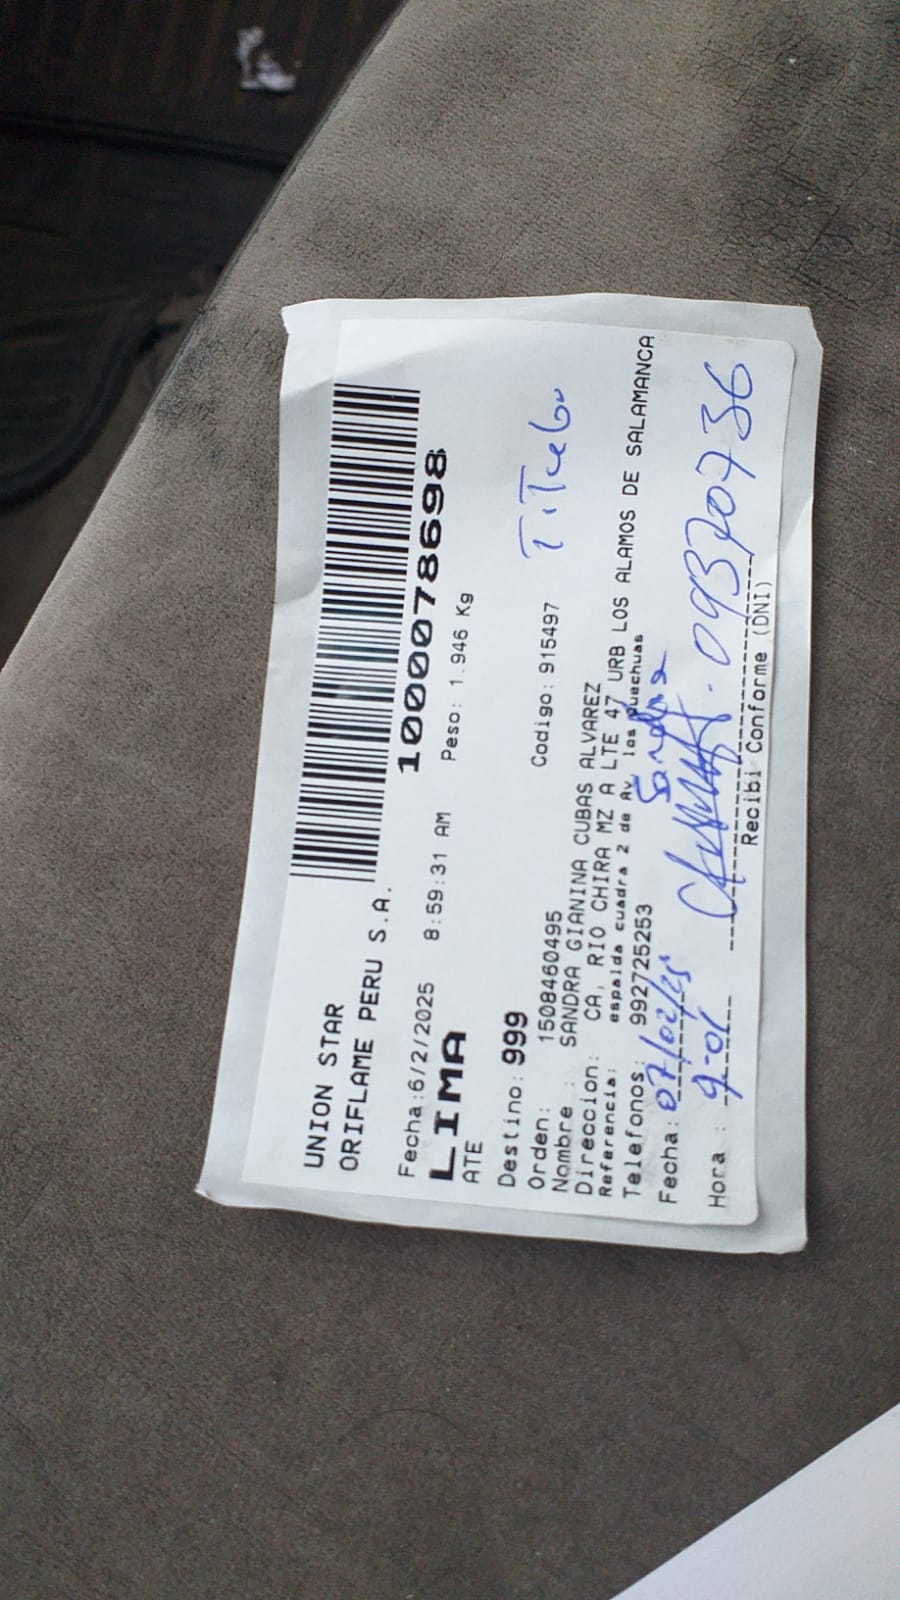 UNION STAR
ORIFLAME PERU S.A.
1000078698
Fecha:6/2/2025 8:59:31 AM Peso: 1.946 Kg
LIMA
ATE
Destino: 999
Orden: 1508460495 Codigo: 915497 TiTular
Nombre : SANDRA GIANINA CUBAS ALVAREZ
Direccion: CA, RIO CHIRA MZ A LTE 47 URB LOS ALAMOS DE SALAMANCA
Referencia: espalda cuadra 2 de Av. los Quechuas
Telefonos: 992725253
Fecha: 07/02/25 Sandra
Hora : 9-01 09370736
Recibi Conforme (DNI)